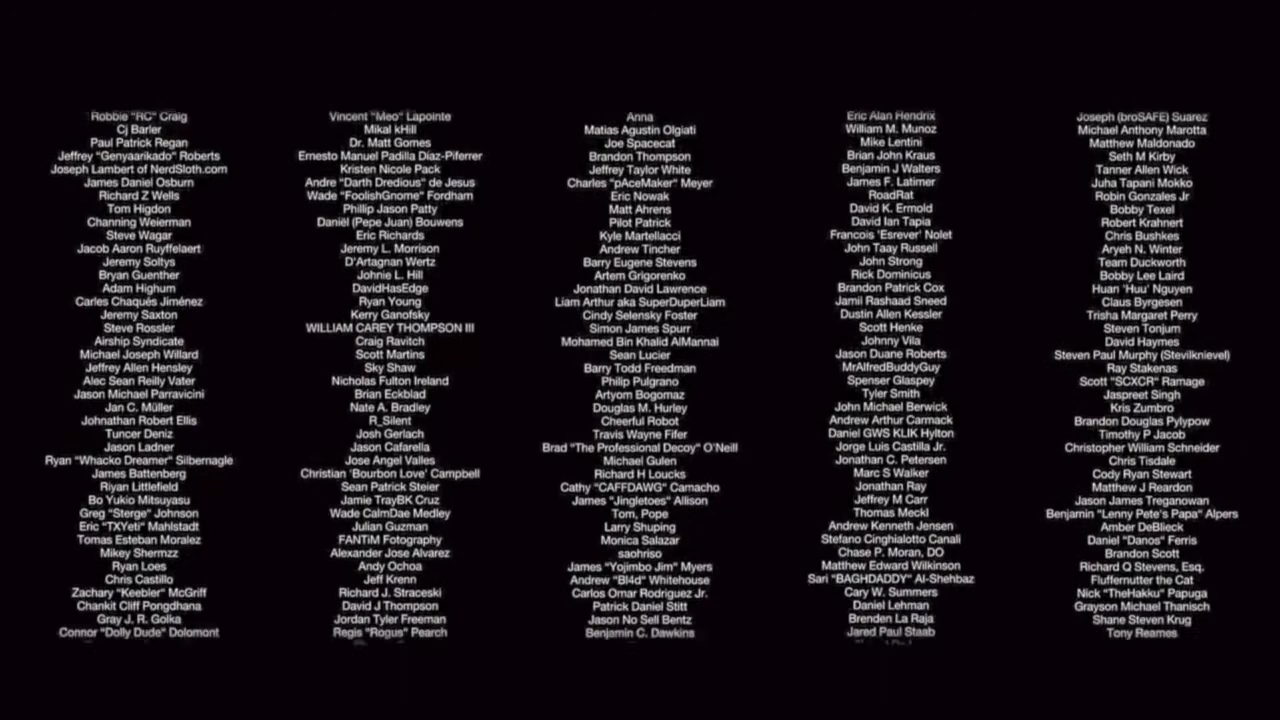 Robbie "RC" Craig
Cj Barler
Paul Patrick Regan
Jeffrey "Genyaarikado" Roberts
Joseph Lambert of NerdSloth.com
James Daniel Osburn
Richard Z Wells
Tom Higdon
Channing Weierman
Steve Wagar
Jacob Aaron Ruyffelaert
Jeremy Soltys
Bryan Guenther
Adam Highum
Carles Chaqués Jiménez
Jeremy Saxton
Steve Rossler
Airship Syndicate
Michael Joseph Willard
Jeffrey Allen Hensley
Alec Sean Reilly Vater
Jason Michael Parravicini
Jan C. Müller
Johnathan Robert Ellis
Tuncer Deniz
Jason Ladner
Ryan "Whacko Dreamer" Silbernagle
James Battenberg
Riyan Littlefield
Bo Yukio Mitsuyasu
Greg "Sterge" Johnson
Eric "TXYeti" Mahlstadt
Tomas Esteban Moralez
Mikey Shermzz
Ryan Loes
Chris Castillo
Zachary "Keebler" McGriff
Chankit Cliff Pongdhana
Gray J. R. Golka
Connor "Dolly Dude" Dolomont
Vincent "Meo" Lapointe
Mikal kHill
Dr. Matt Gomes
Ernesto Manuel Padilla Diaz-Piferrer
Kristen Nicole Pack
Andre "Darth Dredious" de Jesus
Wade "FoolishGnome" Fordham
Phillip Jason Patty
Daniël (Pepe Juan) Bouwens
Eric Richards
Jeremy L. Morrison
D'Artagnan Wertz
Johnie L. Hill
DavidHasEdge
Ryan Young
Kerry Ganofsky
WILLIAM CAREY THOMPSON III
Craig Ravitch
Scott Martins
Sky Shaw
Nicholas Fulton Ireland
Brian Eckblad
Nate A. Bradley
R_Silent
Josh Gerlach
Jason Cafarella
Jose Angel Valles
Christian 'Bourbon Love' Campbell
Sean Patrick Steier
Jamie TrayBK Cruz
Wade CalmDae Medley
Julian Guzman
FANTiM Fotography
Alexander Jose Alvarez
Andy Ochoa
Jeff Krenn
Richard J. Straceski
David J Thompson
Jordan Tyler Freeman
Regis "Rogus" Pearch
Anna
Matias Agustin Olgiati
Joe Spacecat
Brandon Thompson
Jeffrey Taylor White
Charles "pAceMaker" Meyer
Eric Nowak
Matt Ahrens
Pilot Patrick
Kyle Martellacci
Andrew Tincher
Barry Eugene Stevens
Artem Grigorenko
Jonathan David Lawrence
Liam Arthur aka SuperDuperLiam
Cindy Selensky Foster
Simon James Spurr
Mohamed Bin Khalid AlMannai
Sean Lucier
Barry Todd Freedman
Philip Pulgrano
Artyom Bogomaz
Douglas M. Hurley
Cheerful Robot
Travis Wayne Fifer
Brad "The Professional Decoy" O'Neill
Michael Gulen
Richard H Loucks
Cathy "CAFFDAWG" Camacho
James "Jingletoes" Allison
Tom, Pope
Larry Shuping
Monica Salazar
saohriso
James "Yojimbo Jim" Myers
Andrew "Bl4d" Whitehouse
Carlos Omar Rodriguez Jr.
Patrick Daniel Stitt
Jason No Sell Bentz
Benjamin C. Dawkins
Eric Alan Hendrix
William M. Munoz
Mike Lentini
Brian John Kraus
Benjamin J Walters
James F. Latimer
RoadRat
David K. Ermold
David Ian Tapia
Francois 'Esrever' Nolet
John Taay Russell
John Strong
Rick Dominicus
Brandon Patrick Cox
Jamil Rashaad Sneed
Dustin Allen Kessler
Scott Henke
Johnny Vila
Jason Duane Roberts
MrAlfredBuddyGuy
Spenser Glaspey
Tyler Smith
John Michael Berwick
Andrew Arthur Carmack
Daniel GWS KLIK Hylton
Jorge Luis Castilla Jr.
Jonathan C. Petersen
Marc S Walker
Jonathan Ray
Jeffrey M Carr
Thomas Meckl
Andrew Kenneth Jensen
Stefano Cinghialotto Canali
Chase P. Moran, DO
Matthew Edward Wilkinson
Sari "BAGHDADDY" Al-Shehbaz
Cary W. Summers
Daniel Lehman
Brenden La Raja
Jared Paul Staab
Joseph (broSAFE) Suarez
Michael Anthony Marotta
Matthew Maldonado
Seth M Kirby
Tanner Allen Wick
Juha Tapani Mokko
Robin Gonzales Jr
Bobby Texel
Robert Krahnert
Chris Bushkes
Aryeh N. Winter
Team Duckworth
Bobby Lee Laird
Huan 'Huu' Nguyen
Claus Byrgesen
Trisha Margaret Perry
Steven Tonjum
David Haymes
Steven Paul Murphy (Stevilknievel)
Ray Stakenas
Scott "SCXCR" Ramage
Jaspreet Singh
Kris Zumbro
Brandon Douglas Pylypow
Timothy P Jacob
Christopher William Schneider
Chris Tisdale
Cody Ryan Stewart
Matthew J Reardon
Jason James Treganowan
Benjamin "Lenny Pete's Papa" Alpers
Amber DeBlieck
Daniel "Danos" Ferris
Brandon Scott
Richard Q Stevens, Esq.
Fluffernutter the Cat
Nick "TheHakku" Papuga
Grayson Michael Thanisch
Shane Steven Krug
Tony Reames